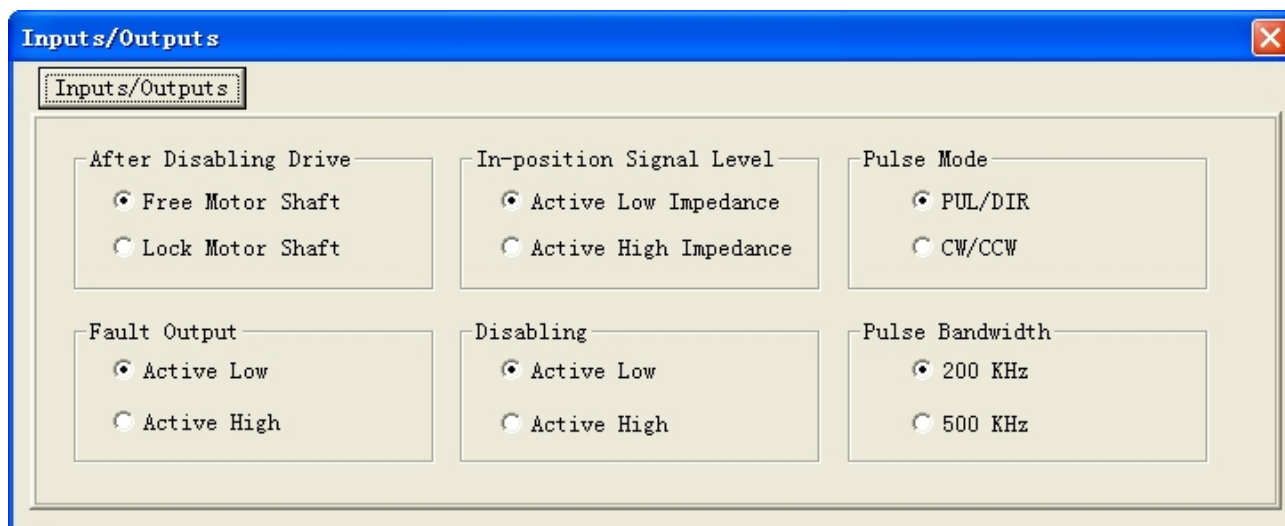 Inputs/Outputs
Inputs/Outputs
After Disabling Drive
Free Motor Shaft
Lock Motor Shaft
In-position Signal Level
Active Low Impedance
Active High Impedance
Pulse Mode
PUL/DIR
CW/CCW
Fault Output
Active Low
Active High
Disabling
Active Low
Active High
Pulse Bandwidth
200 KHz
500 KHz